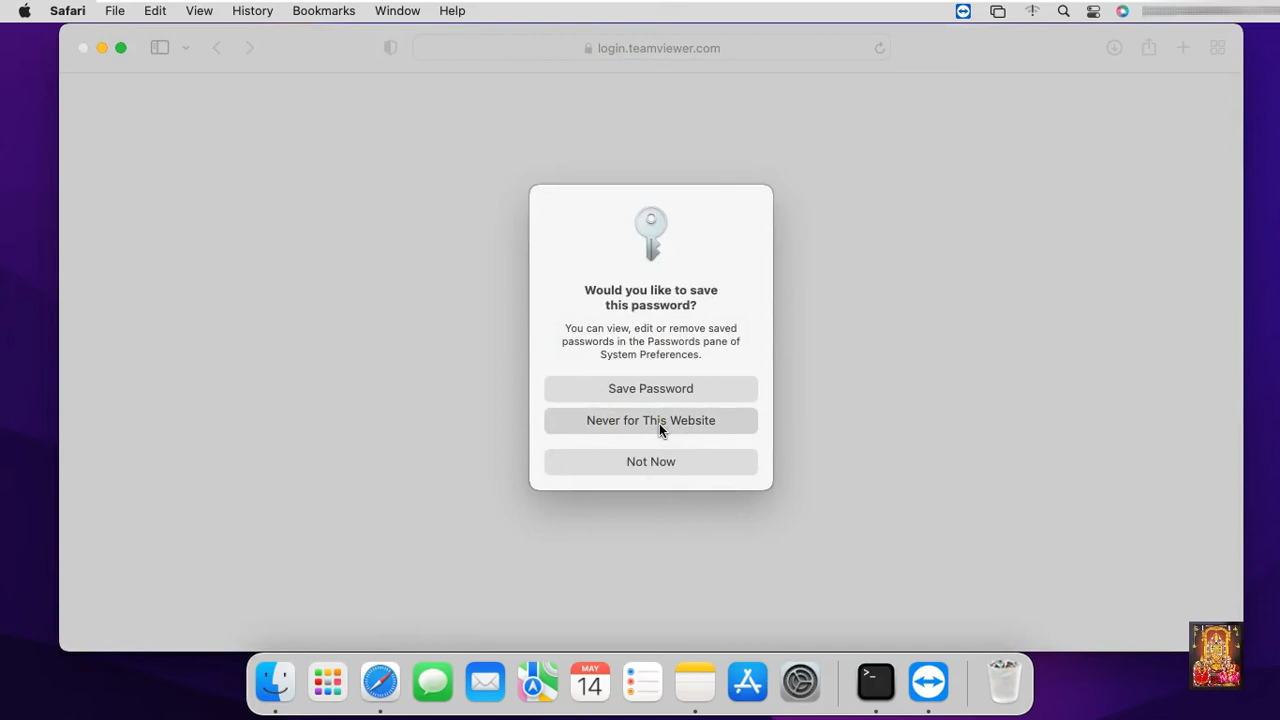 Safari File Edit View History Bookmarks Window Help
login.teamviewer.com
Would you like to save
this password?
You can view, edit or remove saved
passwords in the Passwords pane of
System Preferences.
Save Password
Never for This Website
Not Now
MAY
14
>_